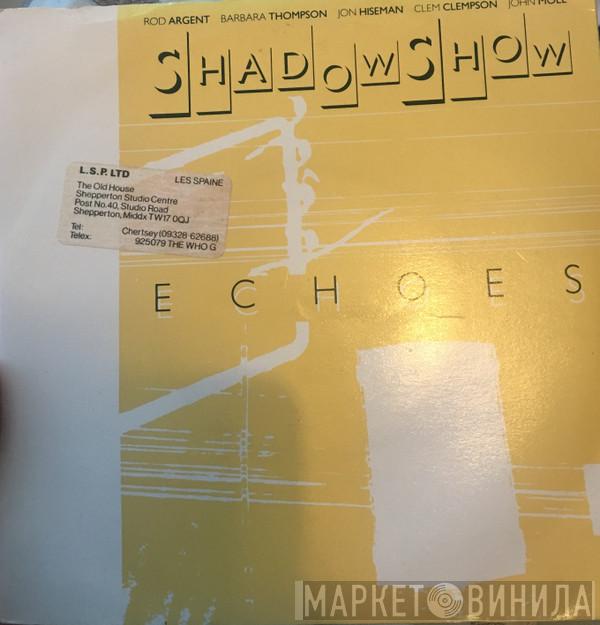 ROD ARGENT BARBARA THOMPSON JON HISEMAN CLEM CLEMPSON JOHN MOLE
SHADOWSHOW
L.S.P. LTD LES SPAINE
The Old House
Shepperton Studio Centre
Post No.40, Studio Road
Shepperton, Middx TW17 0QJ
Tel: Chertsey (09328-62688)
Telex: 925079 THE WHO G
ECHOES
МАРКЕТ ВИНИЛА